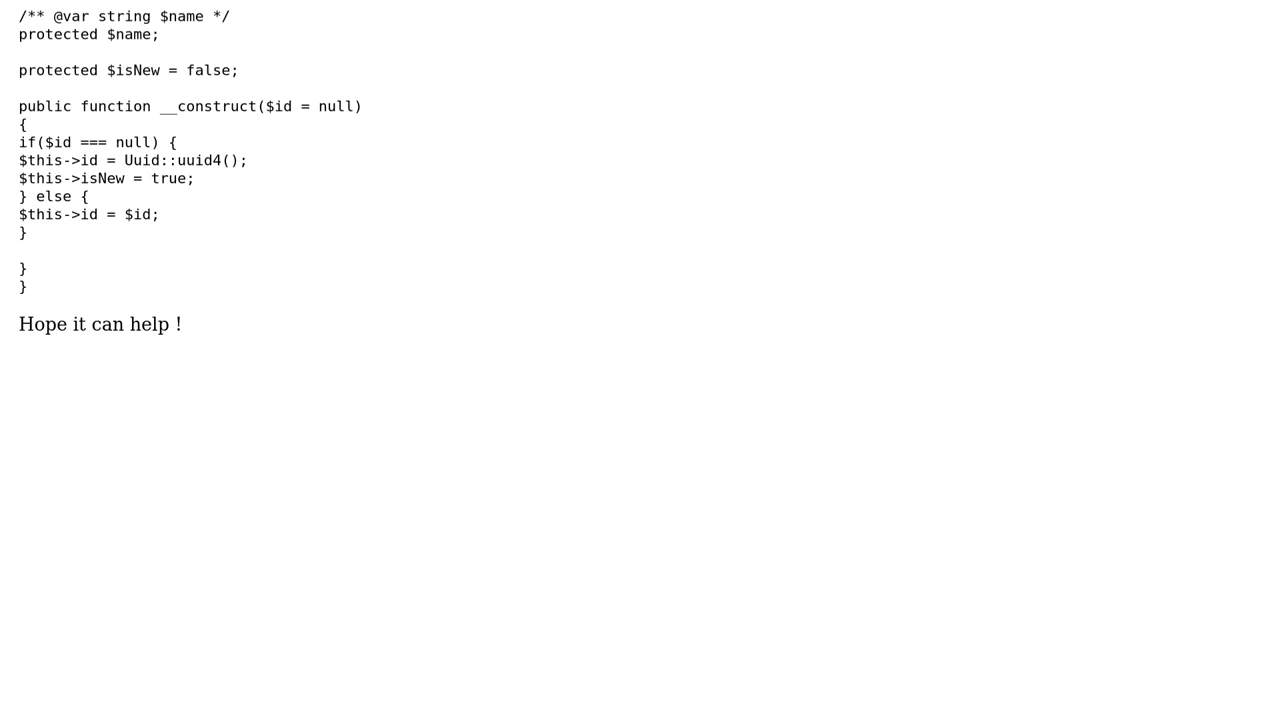 /** @var string $name */
protected $name;
protected $isNew = false;
public function __construct($id = null)
{
if($id === null) {
$this->id = Uuid::uuid4();
$this->isNew = true;
} else {
$this->id = $id;
}
}
}
Hope it can help !